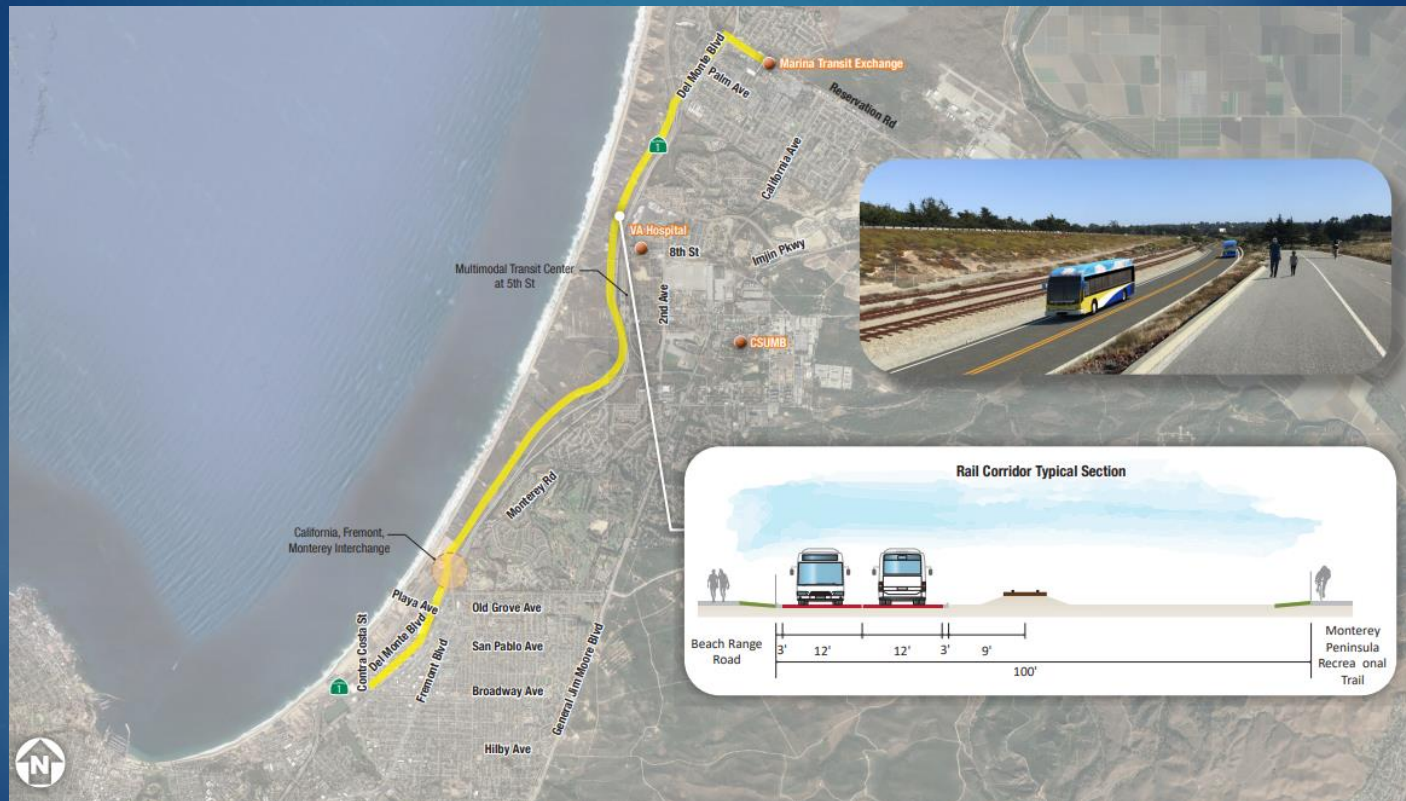 Del Monte Blvd
Marina Transit Exchange
Palm Ave
Reservation Rd
1
California Ave
VA Hospital
8th St
Imjin Pkwy
Multimodal Transit Center
at 5th St
2nd Ave
CSUMB
Monterey Rd
California, Fremont,
Monterey Interchange
Playa Ave
Old Grove Ave
Contra Costa St
Del Monte Blvd
San Pablo Ave
Fremont Blvd
General Jim Moore Blvd
1
Broadway Ave
Hilby Ave
N
Rail Corridor Typical Section
Beach Range
Road
3'
12'
12'
3'
9'
100'
Monterey
Peninsula
Recrea onal
Trail